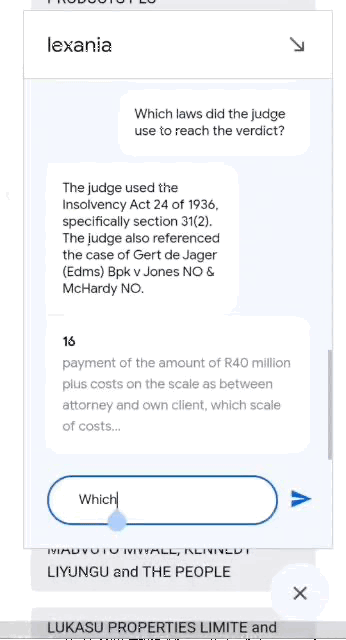 PRODUCTS PLC
lexania
Which laws did the judge
use to reach the verdict?
The judge used the
Insolvency Act 24 of 1936,
specifically section 31(2).
The judge also referenced
the case of Gert de Jager
(Edms) Bpk v Jones NO &
McHardy NO.
16
payment of the amount of R40 million
plus costs on the scale as between
attorney and own client, which scale
of costs...
Which
MABVUTO MWALE, KENNEDY
LIYUNGU and THE PEOPLE
LUKASU PROPERTIES LIMITE and